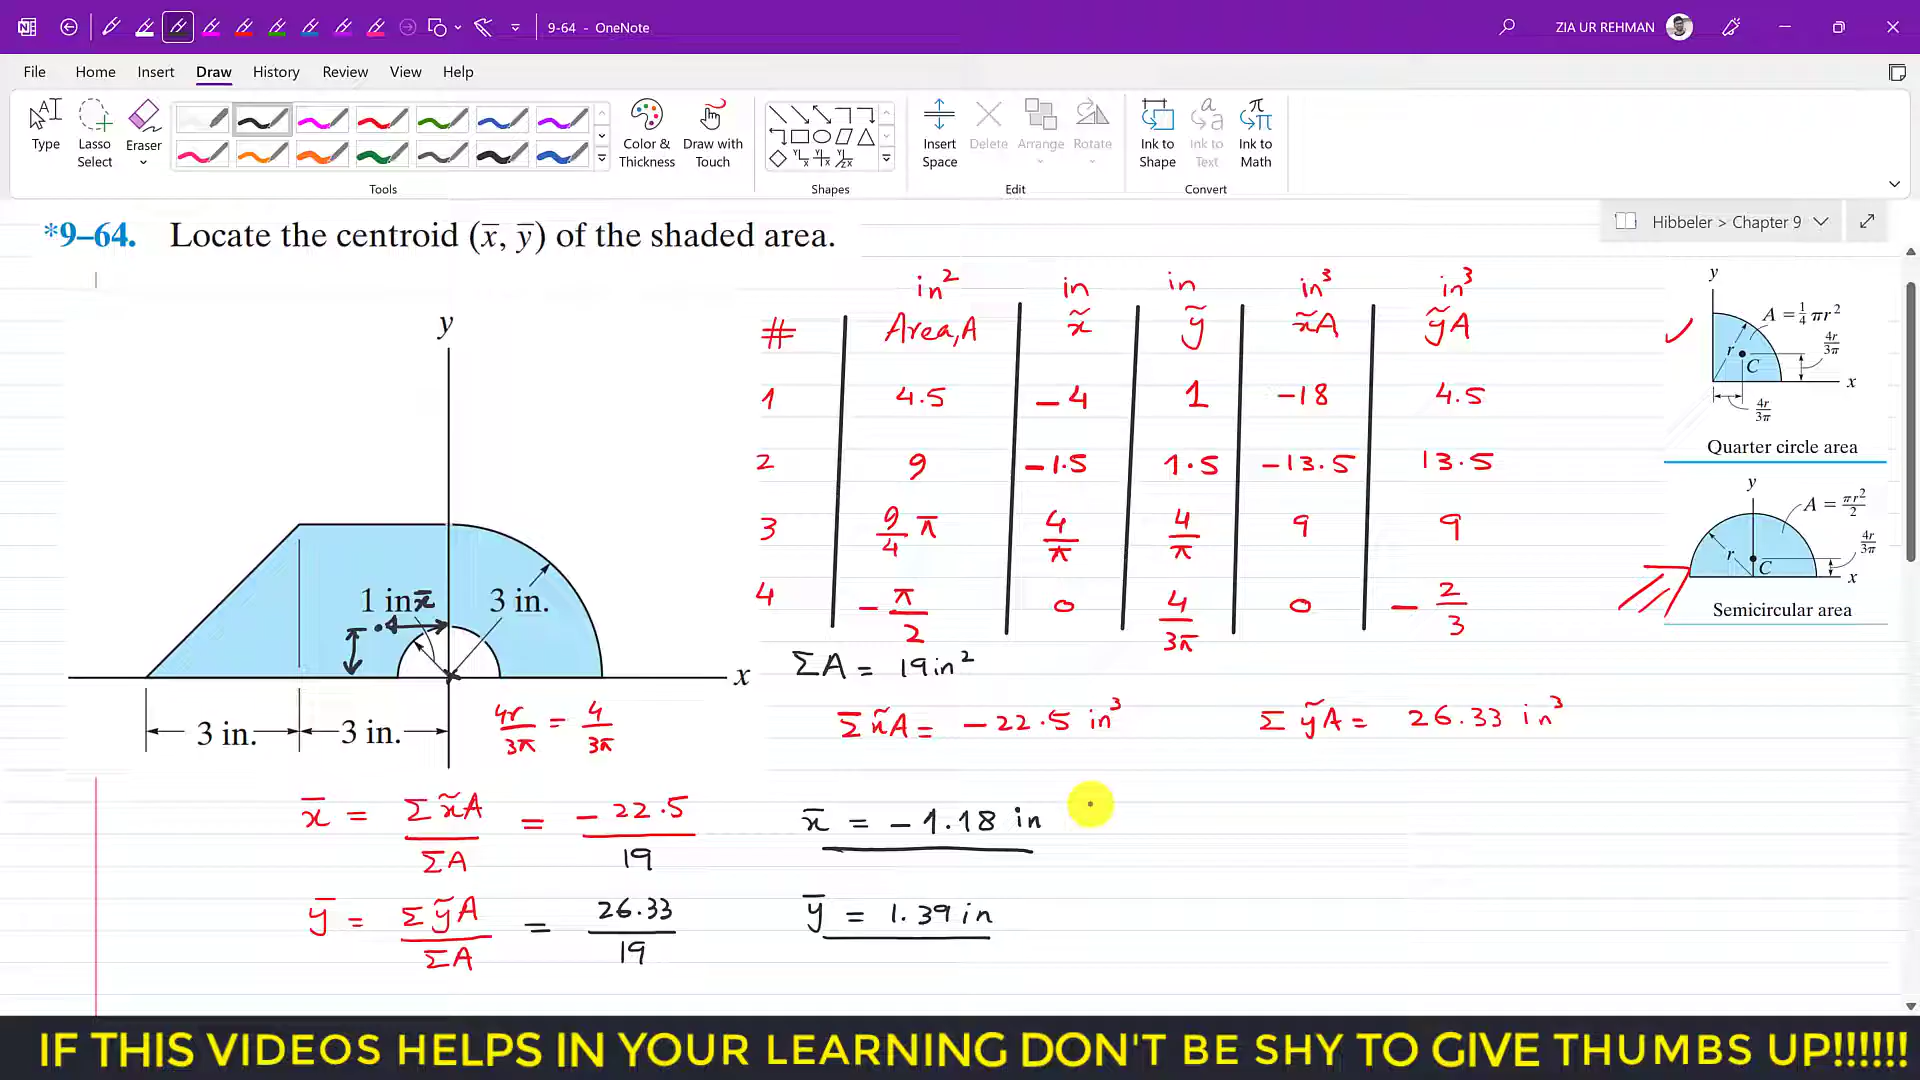 9-64 - OneNote
ZIA UR REHMAN
File Home Insert Draw History Review View Help
Type
Lasso Select
Eraser
Color & Thickness
Draw with Touch
Insert Space
Delete
Arrange
Rotate
Ink to Shape
Ink to Text
Ink to Math
Tools
Shapes
Edit
Convert
Hibbeler > Chapter 9
*9–64. Locate the centroid (x̅, y̅) of the shaded area.
y
1 in x̅
3 in.
x
3 in.
3 in.
4r/3π = 4/3π
in² in in in³ in³
# Area,A x̃ ỹ x̃A ỹA
1 4.5 -4 1 -18 4.5
2 9 -1.5 1.5 -13.5 13.5
3 9/4 π 4/π 4/π 9 9
4 -π/2 0 4/3π 0 -2/3
ΣA = 19in²
Σx̃A = -22.5 in³ ΣỹA = 26.33 in³
x̅ = Σx̃A/ΣA = -22.5/19 x̅ = -1.18 in
y̅ = ΣỹA/ΣA = 26.33/19 y̅ = 1.39 in
y
A = ¼ πr²
r
C
4r/3π
x
4r/3π
Quarter circle area
y
A = πr²/2
r
C
4r/3π
x
Semicircular area
IF THIS VIDEOS HELPS IN YOUR LEARNING DON'T BE SHY TO GIVE THUMBS UP!!!!!!